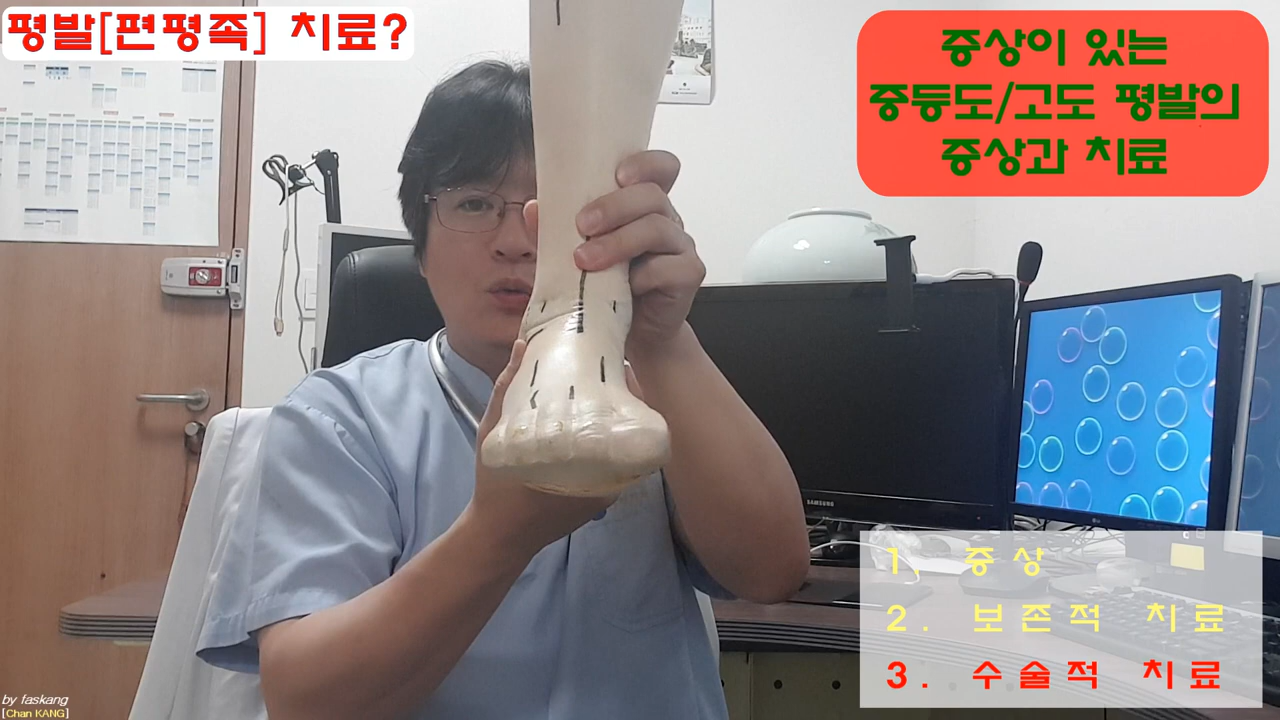 평발[편평족] 치료?
증상이 있는
중등도/고도 평발의
증상과 치료
SAMSUNG
1. 증상
2. 보존적 치료
3. 수술적 치료
by faskang
[Chan KANG]